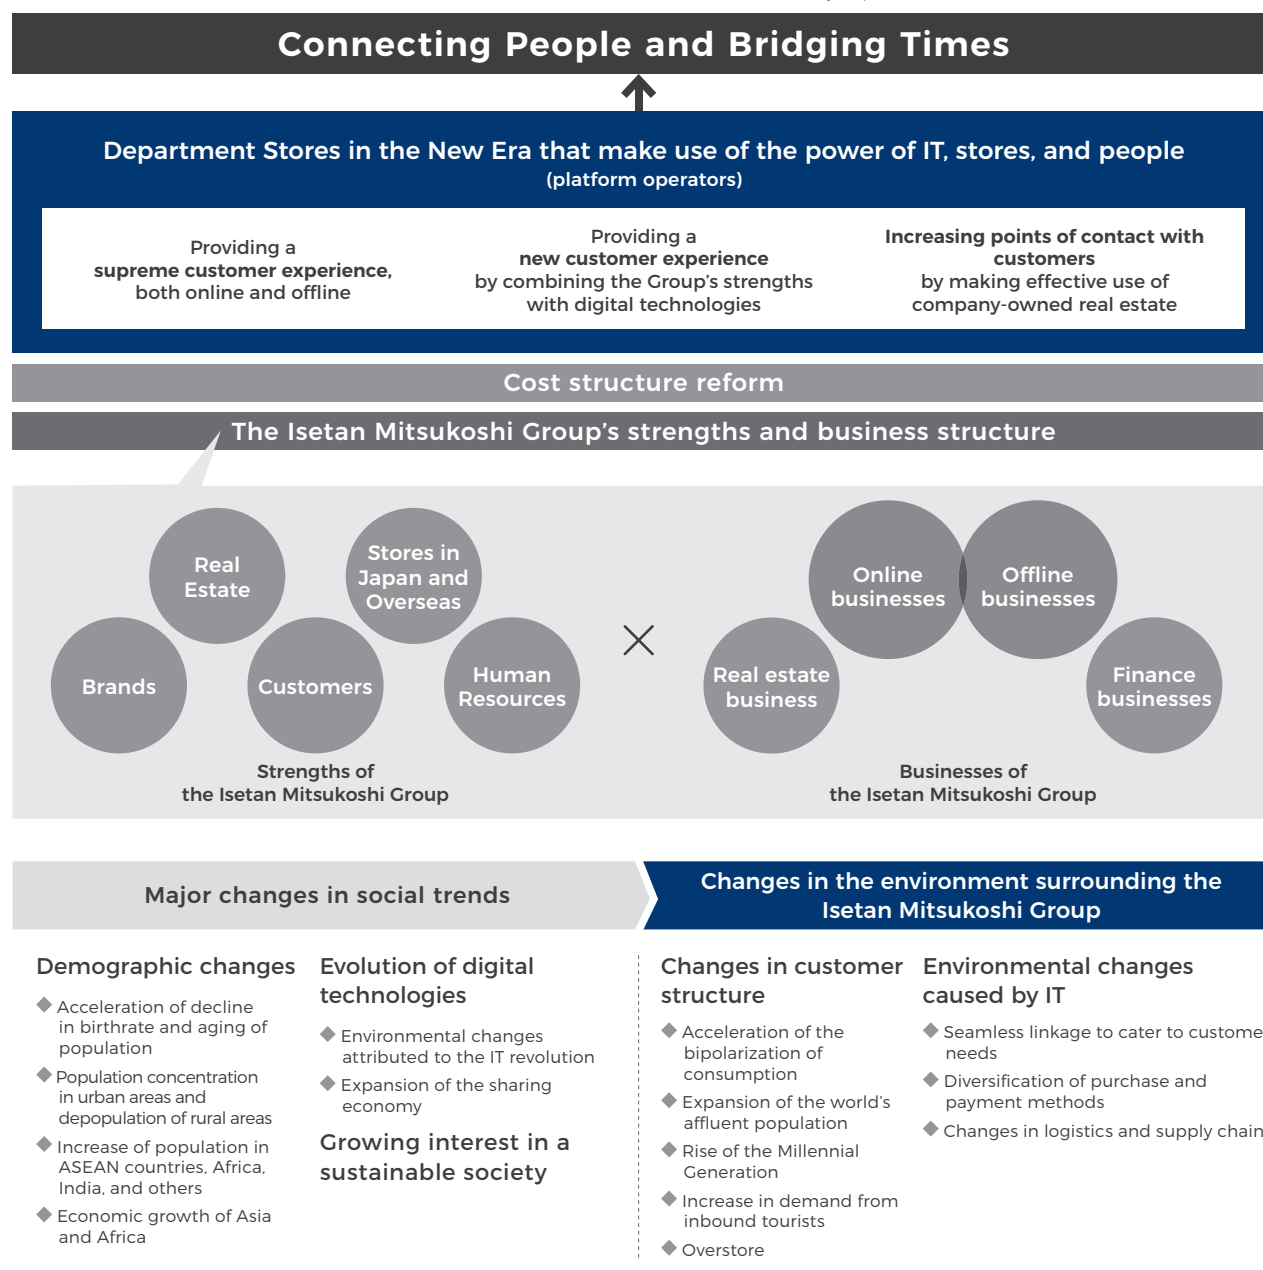 Connecting People and Bridging Times
Department Stores in the New Era that make use of the power of IT, stores, and people
(platform operators)
Providing a
supreme customer experience,
both online and offline
Providing a
new customer experience
by combining the Group's strengths
with digital technologies
Increasing points of contact with
customers
by making effective use of
company-owned real estate
Cost structure reform
The Isetan Mitsukoshi Group's strengths and business structure
Real
Estate
Stores in
Japan and
Overseas
Brands
Customers
Human
Resources
Strengths of
the Isetan Mitsukoshi Group
×
Online
businesses
Offline
businesses
Real estate
business
Finance
businesses
Businesses of
the Isetan Mitsukoshi Group
Major changes in social trends
Changes in the environment surrounding the
Isetan Mitsukoshi Group
Demographic changes
◆ Acceleration of decline
in birthrate and aging of
population
◆ Population concentration
in urban areas and
depopulation of rural areas
◆ Increase of population in
ASEAN countries, Africa,
India, and others
◆ Economic growth of Asia
and Africa
Evolution of digital
technologies
◆ Environmental changes
attributed to the IT revolution
◆ Expansion of the sharing
economy
Growing interest in a
sustainable society
Changes in customer
structure
◆ Acceleration of the
bipolarization of
consumption
◆ Expansion of the world's
affluent population
◆ Rise of the Millennial
Generation
◆ Increase in demand from
inbound tourists
◆ Overstore
Environmental changes
caused by IT
◆ Seamless linkage to cater to custome
needs
◆ Diversification of purchase and
payment methods
◆ Changes in logistics and supply chain